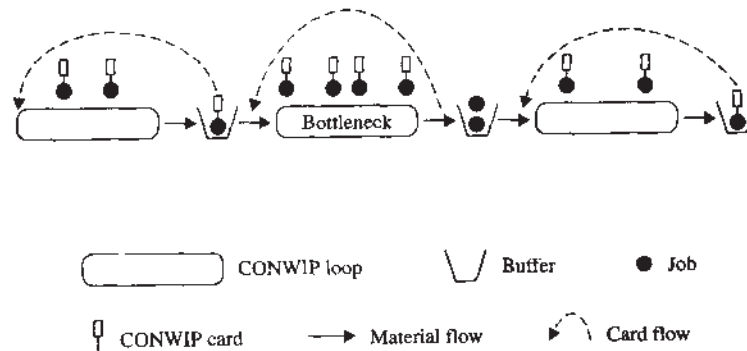 Bottleneck
CONWIP loop
Buffer
Job
CONWIP card
Material flow
Card flow